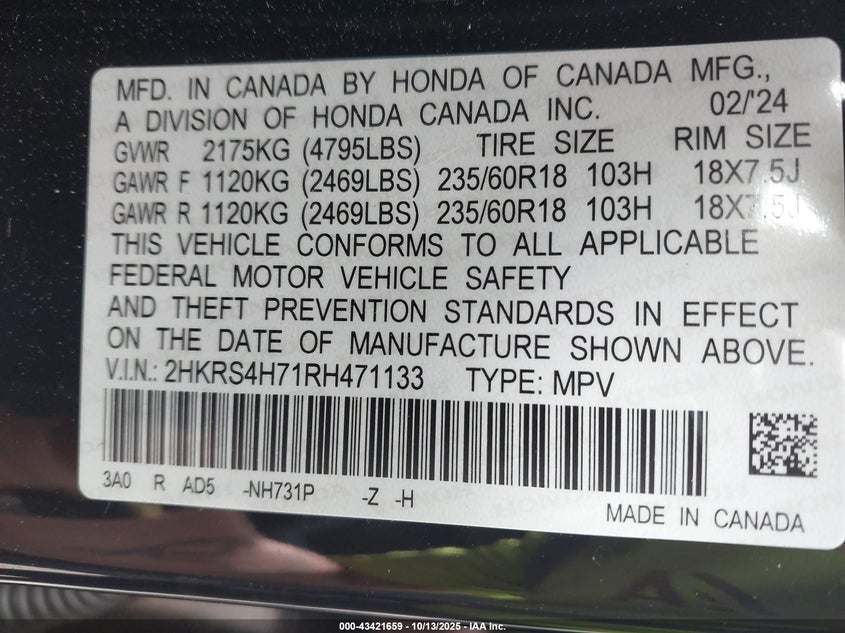 MFD. IN CANADA BY HONDA OF CANADA MFG.,
A DIVISION OF HONDA CANADA INC. 02/'24
GVWR 2175KG (4795LBS) TIRE SIZE RIM SIZE
GAWR F 1120KG (2469LBS) 235/60R18 103H 18X7.5J
GAWR R 1120KG (2469LBS) 235/60R18 103H 18X7.5J
THIS VEHICLE CONFORMS TO ALL APPLICABLE
FEDERAL MOTOR VEHICLE SAFETY
AND THEFT PREVENTION STANDARDS IN EFFECT
ON THE DATE OF MANUFACTURE SHOWN ABOVE.
V.I.N.: 2HKRS4H71RH471133 TYPE: MPV
3A0 R AD5 -NH731P -Z -H
MADE IN CANADA
000-43421659 - 10/13/2025 - IAA Inc.